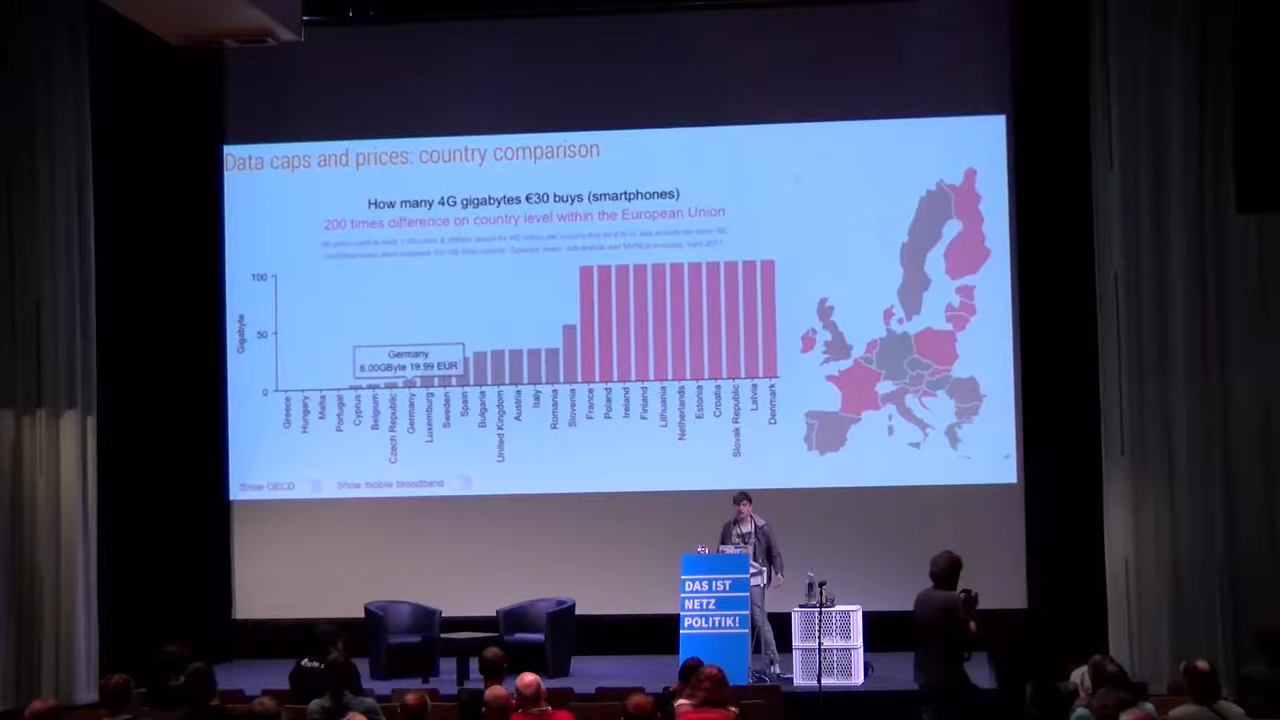 Data caps and prices: country comparison
How many 4G gigabytes €30 buys (smartphones)
200 times difference on country level within the European Union
100
50
0
Gigabyte
Germany
6.00GByte 19.99 EUR
Greece
Hungary
Malta
Portugal
Cyprus
Belgium
Czech Republic
Germany
Luxemburg
Sweden
Spain
Bulgaria
United Kingdom
Austria
Italy
Romania
Slovenia
France
Poland
Ireland
Finland
Lithuania
Netherlands
Estonia
Croatia
Slovak Republic
Latvia
Denmark
Show OECD
Show mobile broadband
DAS IST
NETZ
POLITIK!